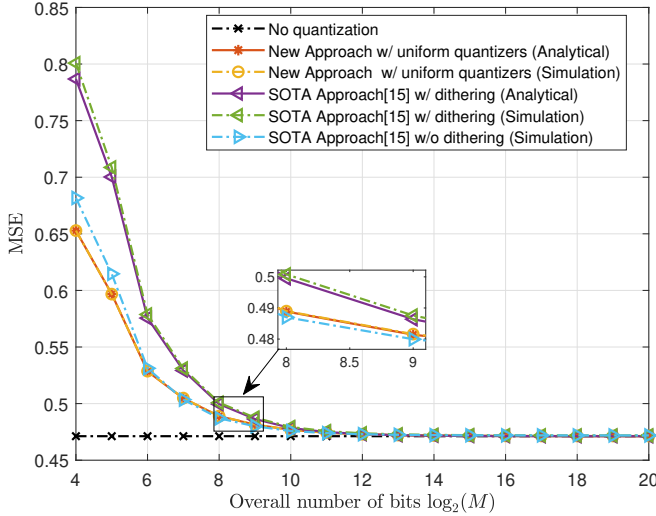 No quantization
New Approach w/ uniform quantizers (Analytical)
New Approach w/ uniform quantizers (Simulation)
SOTA Approach[15] w/ dithering (Analytical)
SOTA Approach[15] w/ dithering (Simulation)
SOTA Approach[15] w/o dithering (Simulation)
0.8
0.75
0.7
0.65
0.6
0.55
0.5
0.45
MSE
0.5
0.49
0.48
8 8.5 9
4 6 8 10 12 14 16 18 20
Overall number of bits log₂(M)